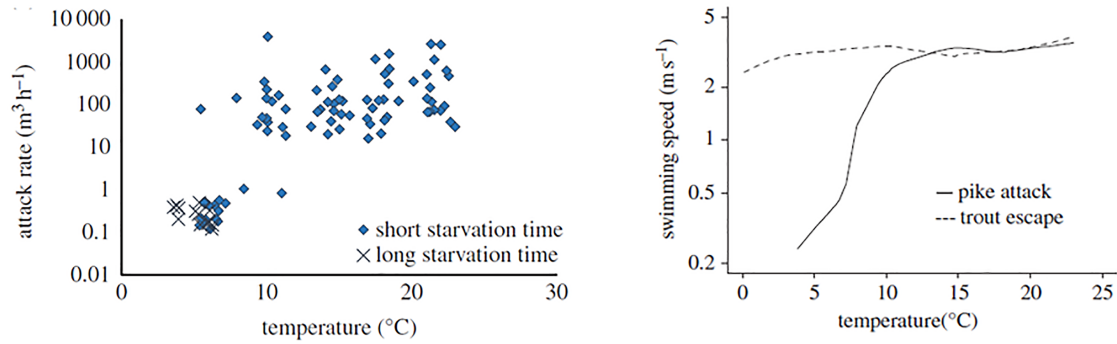 attack rate (m³ h⁻¹)
10 000
1000
100
10
1
0.1
0.01
0
10
20
30
temperature (°C)
short starvation time
long starvation time
swimming speed (m s⁻¹)
5
2
1
0.5
0.2
0
5
10
15
20
25
temperature(°C)
pike attack
trout escape